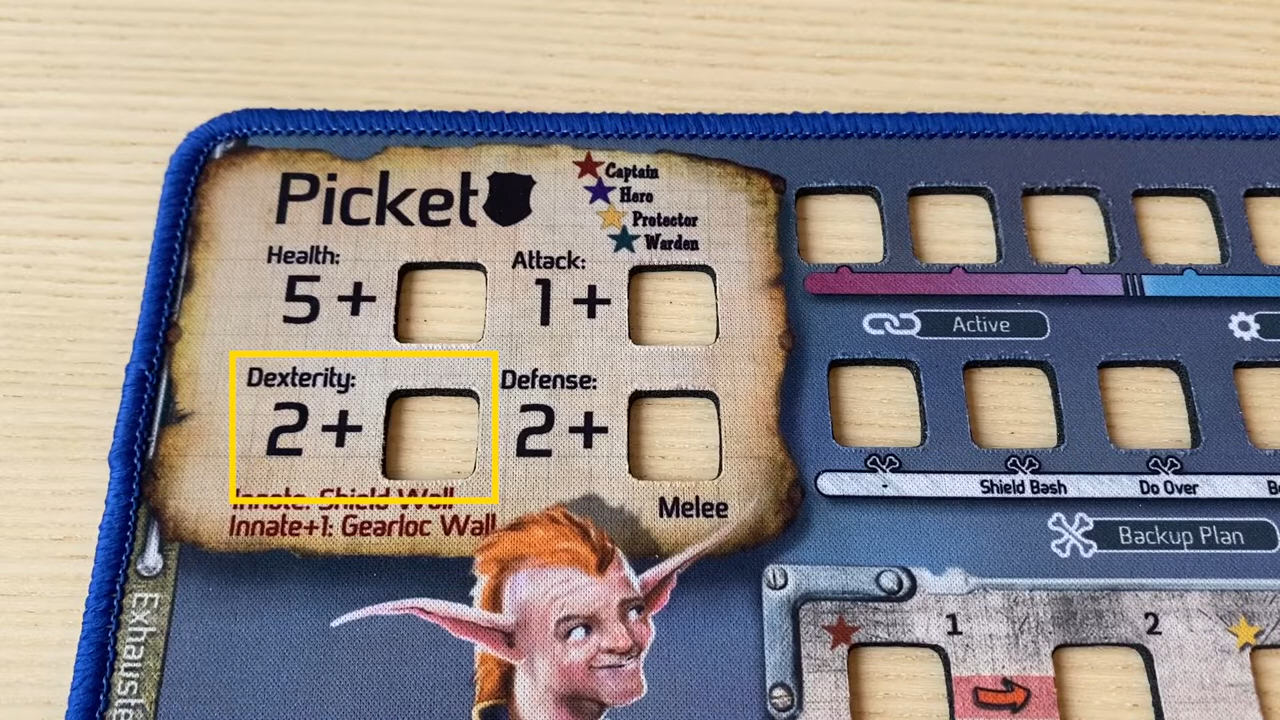 Picket
Captain
Hero
Protector
Warden
Health:
5+
Attack:
1+
Dexterity:
2+
Defense:
2+
Innate: Shield Wall
Innate+1: Gearloc Wall
Melee
Active
-
Shield Bash
Do Over
Backup Plan
1
2